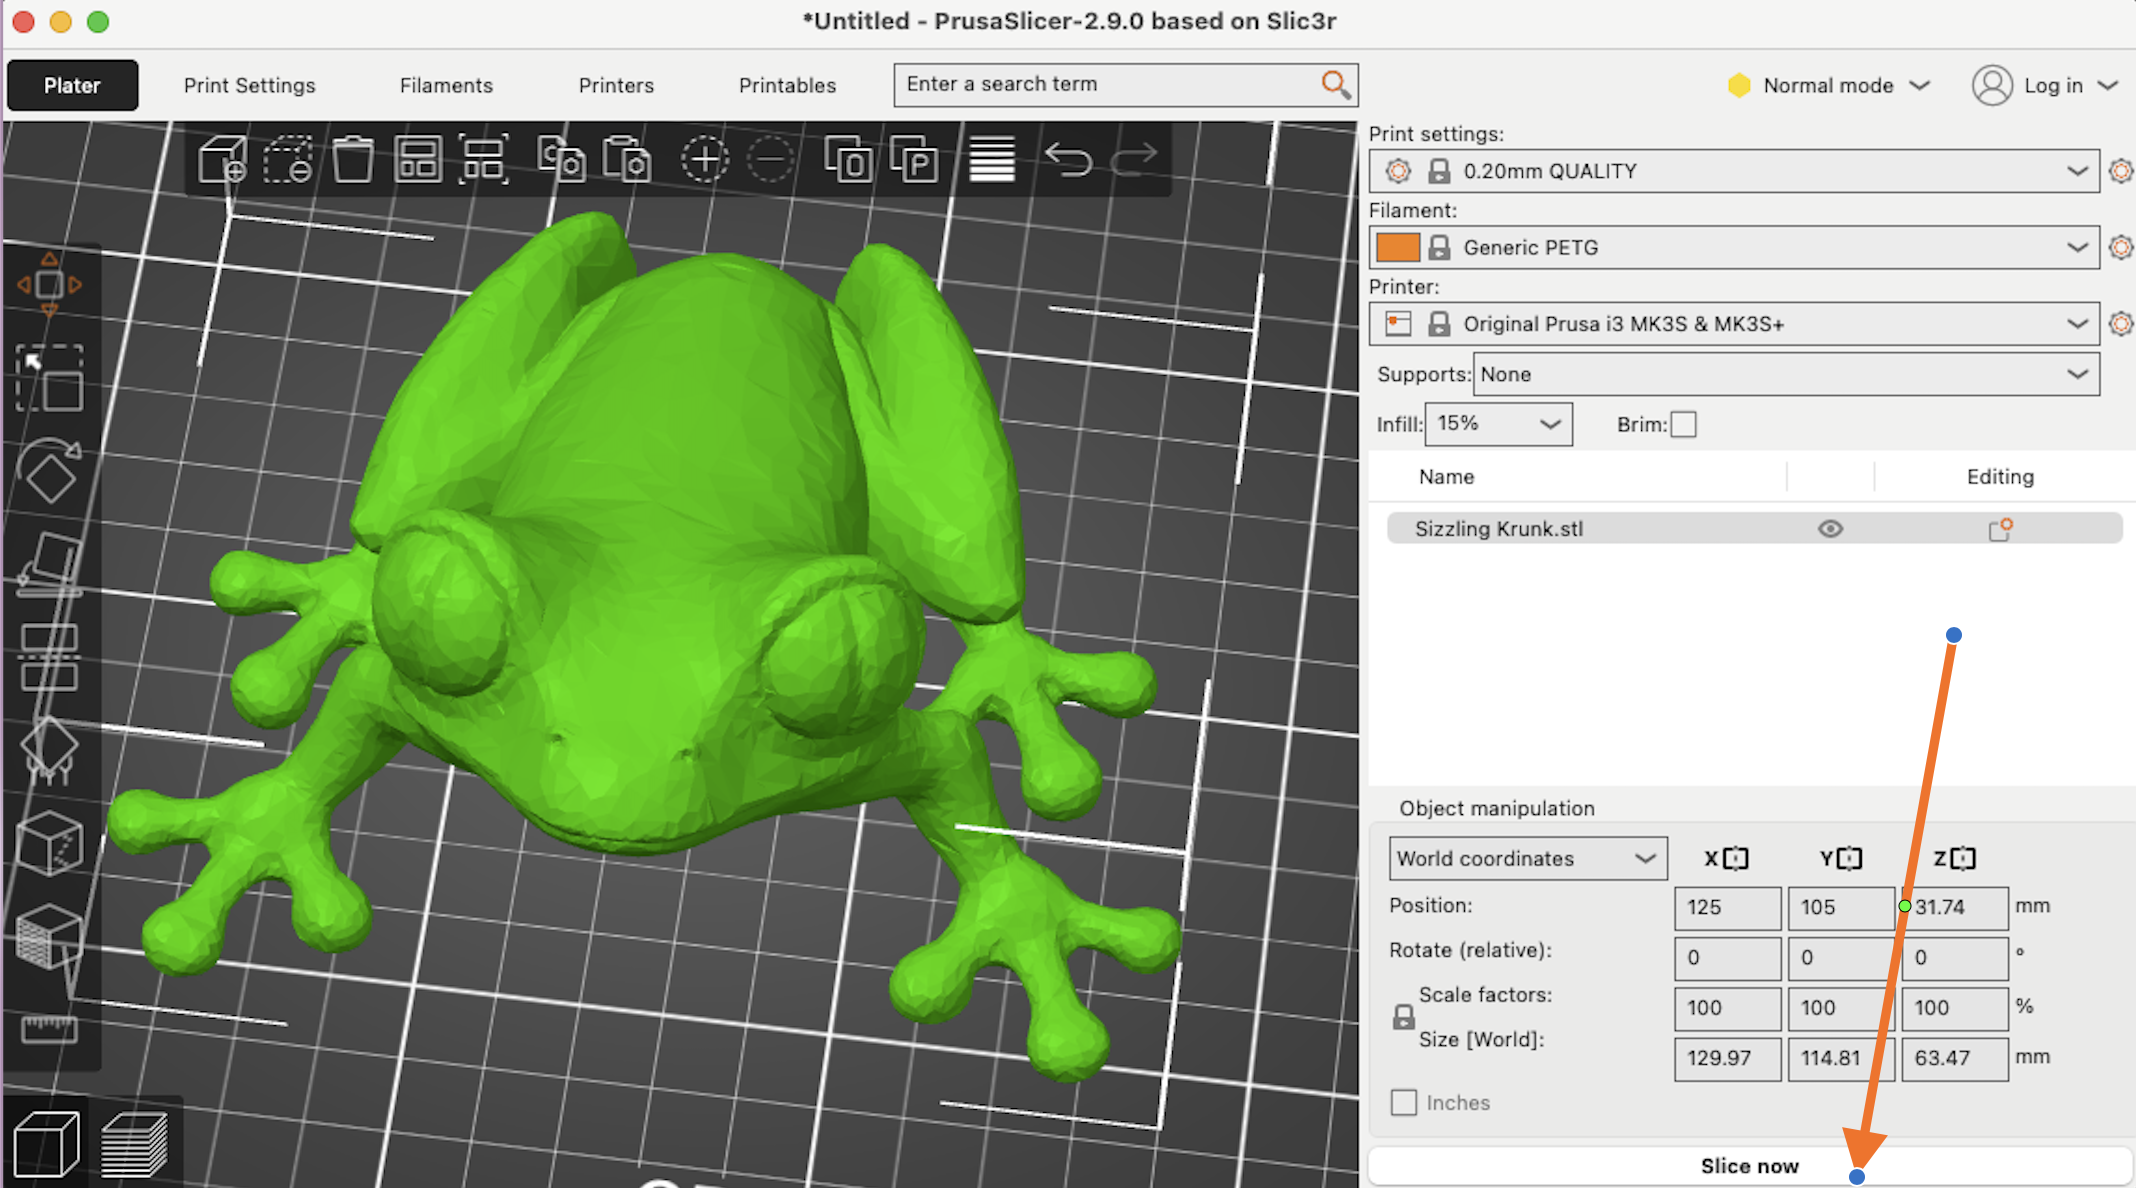 *Untitled - PrusaSlicer-2.9.0 based on Slic3r
Plater Print Settings Filaments Printers Printables Enter a search term Normal mode Log in
Print settings:
0.20mm QUALITY
Filament:
Generic PETG
Printer:
Original Prusa i3 MK3S & MK3S+
Supports: None
Infill: 15% Brim:
Name Editing
Sizzling Krunk.stl
Object manipulation
World coordinates X Y Z
Position: 125 105 31.74 mm
Rotate (relative): 0 0 0 °
Scale factors: 100 100 100 %
Size [World]: 129.97 114.81 63.47 mm
Inches
Slice now